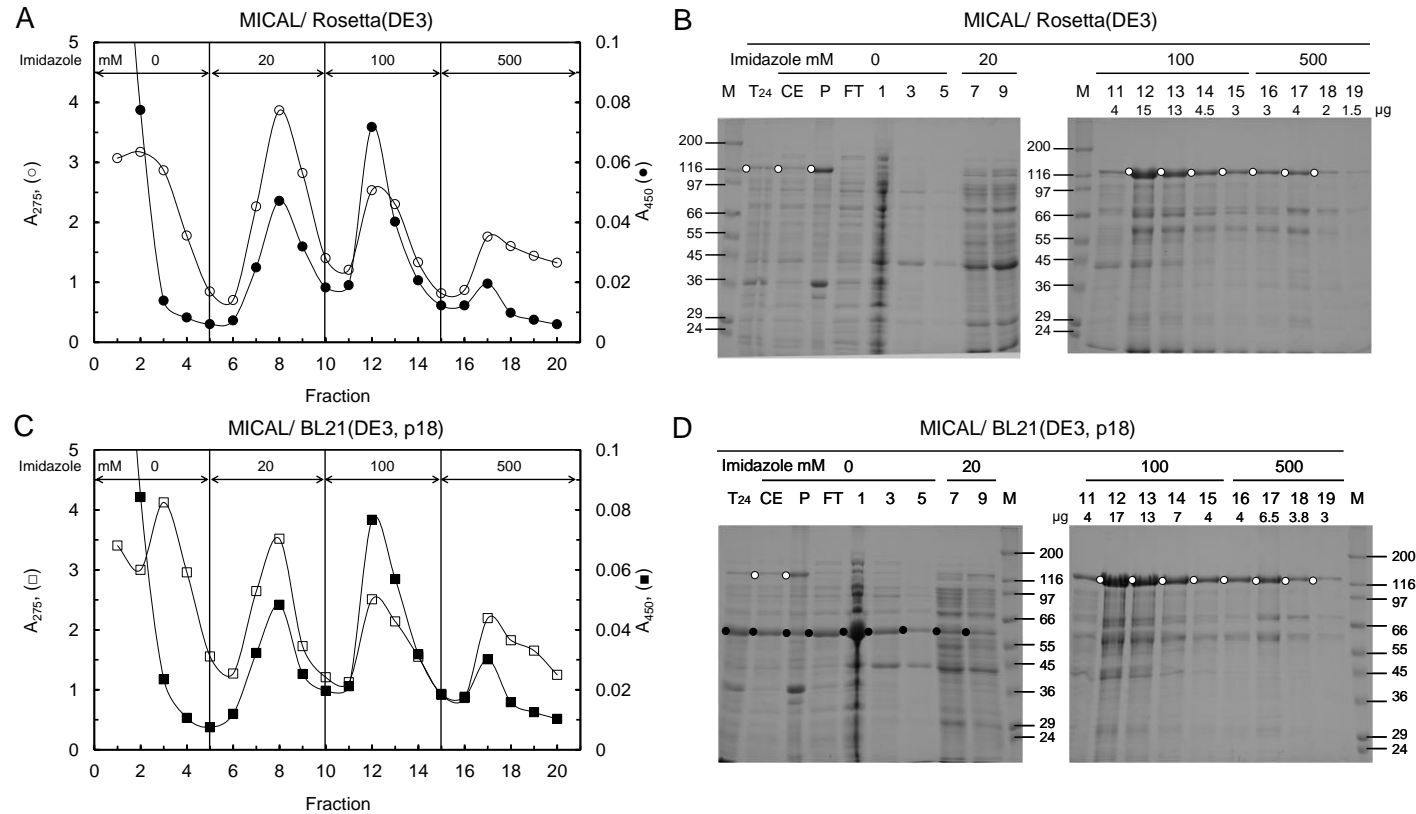 A
MICAL/ Rosetta(DE3)
Imidazole mM 0 20 100 500
5
4
3
2
1
0
A275, (○)
0.1
0.08
0.06
0.04
0.02
0
A450 (●)
0 2 4 6 8 10 12 14 16 18 20
Fraction
B
MICAL/ Rosetta(DE3)
Imidazole mM 0 20
M T24 CE P FT 1 3 5 7 9
200
116
97
66
55
45
36
29
24
100 500
M 11 12 13 14 15 16 17 18 19
4 15 13 4.5 3 3 4 2 1.5 µg
200
116
97
66
55
45
36
29
24
C
MICAL/ BL21(DE3, p18)
Imidazole mM 0 20 100 500
5
4
3
2
1
0
A275, (□)
0.1
0.08
0.06
0.04
0.02
0
A450, (■)
0 2 4 6 8 10 12 14 16 18 20
Fraction
D
MICAL/ BL21(DE3, p18)
Imidazole mM 0 20
T24 CE P FT 1 3 5 7 9 M
200
116
97
66
55
45
36
29
24
100 500
11 12 13 14 15 16 17 18 19 M
µg 4 17 13 7 4 4 6.5 3.8 3
200
116
97
66
55
45
36
29
24